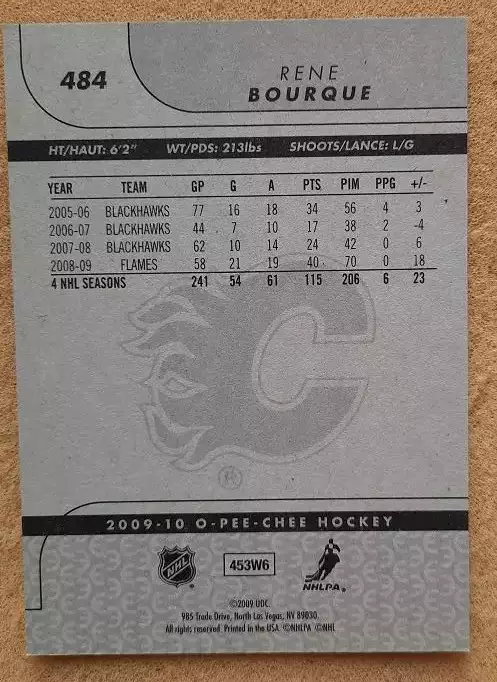 484
RENE
BOURQUE
HT/HAUT: 6'2" WT/PDS: 213lbs SHOOTS/LANCE: L/G
YEAR TEAM GP G A PTS PIM PPG +/-
2005-06 BLACKHAWKS 77 16 18 34 56 4 3
2006-07 BLACKHAWKS 44 7 10 17 38 2 -4
2007-08 BLACKHAWKS 62 10 14 24 42 0 6
2008-09 FLAMES 58 21 19 40 70 0 18
4 NHL SEASONS 241 54 61 115 206 6 23
2009-10 O-PEE-CHEE HOCKEY
NHL
453W6
NHLPA®
©2009 UDC.
985 Trade Drive, North Las Vegas, NV 89030.
All rights reserved. Printed in the USA. ©NHLPA ©NHL